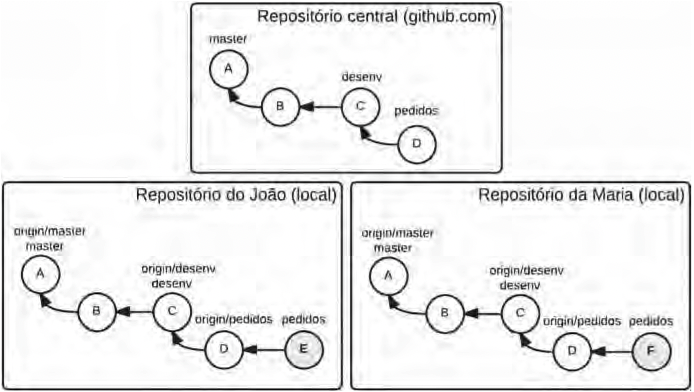 Repositório central (github.com)
master
A
desenv
B
C
pedidos
D
Repositório do João (local)
origin/master
master
A
origin/desenv
desenv
B
C
origin/pedidos
pedidos
D
E
Repositório da Maria (local)
origin/master
master
A
origin/desenv
desenv
B
C
origin/pedidos
pedidos
D
F